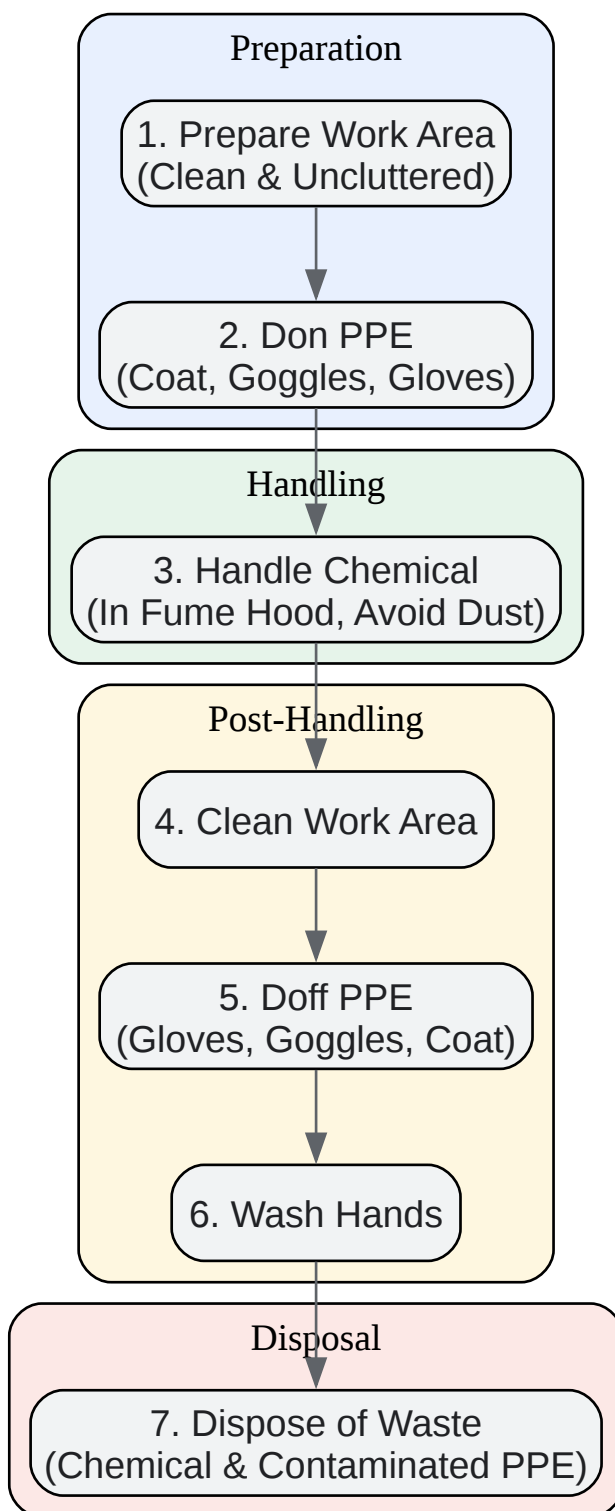 Preparation
1. Prepare Work Area
(Clean & Uncluttered)
2. Don PPE
(Coat, Goggles, Gloves)
Handling
3. Handle Chemical
(In Fume Hood, Avoid Dust)
Post-Handling
4. Clean Work Area
5. Doff PPE
(Gloves, Goggles, Coat)
6. Wash Hands
Disposal
7. Dispose of Waste
(Chemical & Contaminated PPE)